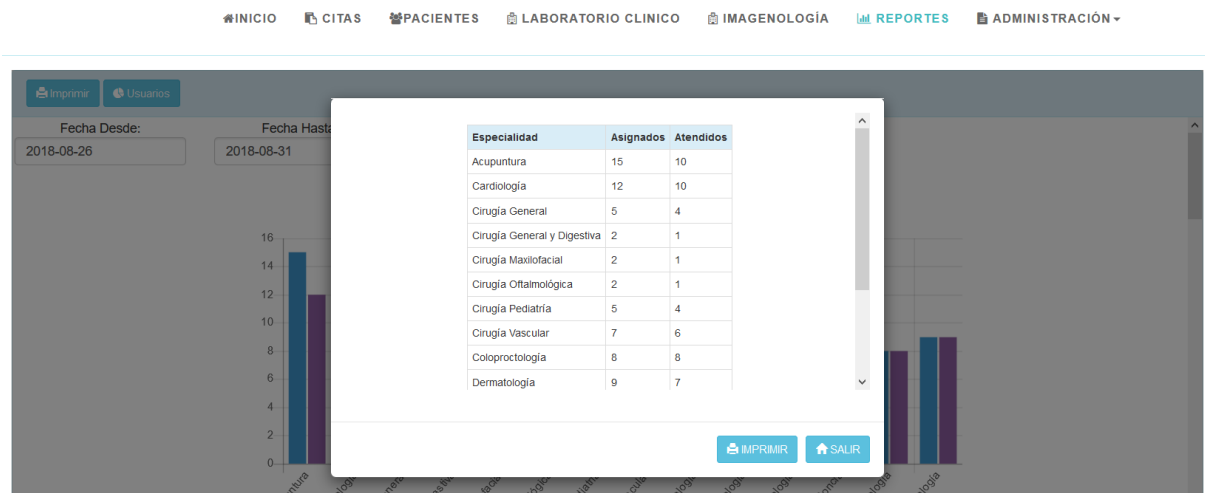 INICIO CITAS PACIENTES LABORATORIO CLINICO IMAGENOLOGÍA REPORTES ADMINISTRACIÓN
Imprimir Usuarios
Fecha Desde: Fecha Hasta
2018-08-26 2018-08-31
Especialidad Asignados Atendidos
Acupuntura 15 10
Cardiología 12 10
Cirugía General 5 4
Cirugía General y Digestiva 2 1
Cirugía Maxilofacial 2 1
Cirugía Oftalmológica 2 1
Cirugía Pediatría 5 4
Cirugía Vascular 7 6
Coloproctología 8 8
Dermatología 9 7
16
14
12
10
8
6
4
2
0
IMPRIMIR SALIR